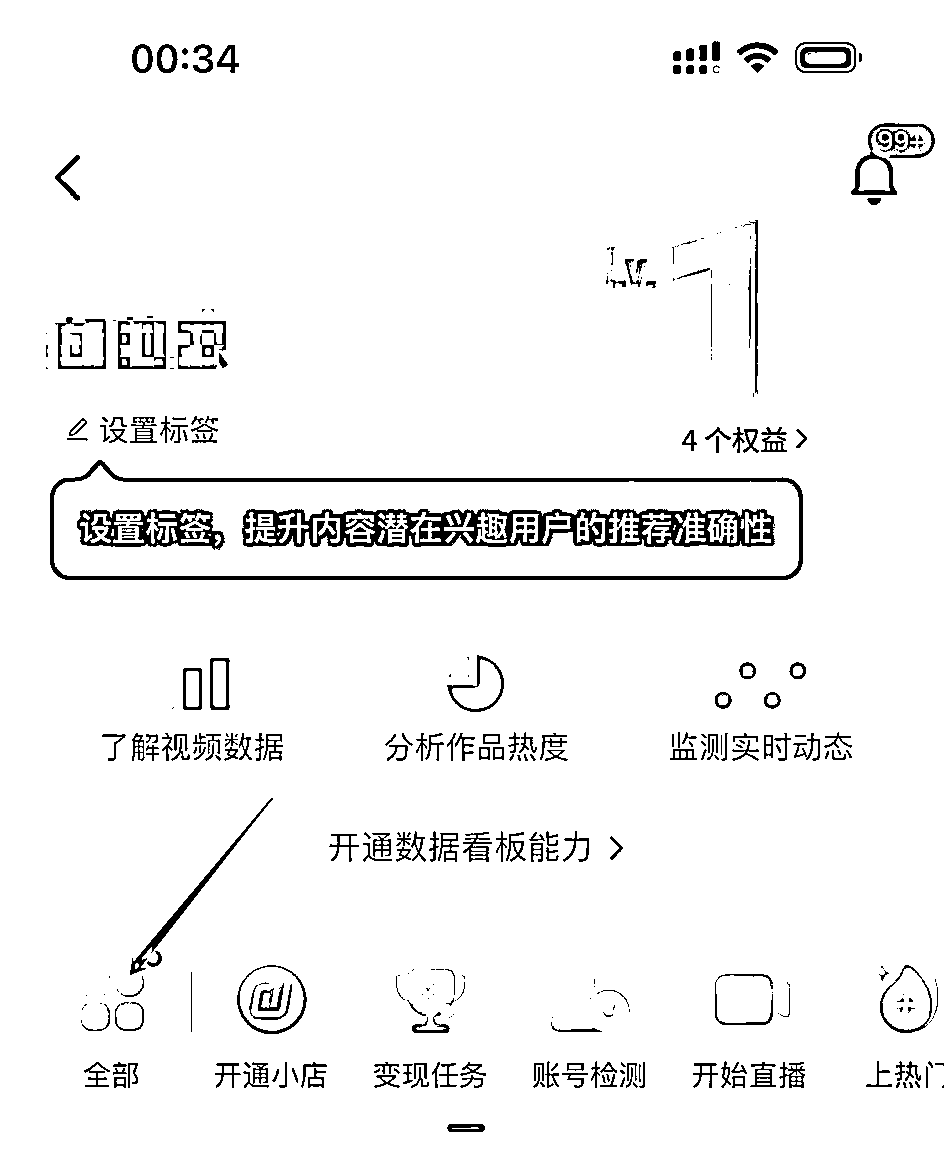 00:34
99+
Lv.1
设置标签
4 个权益
设置标签，提升内容潜在兴趣用户的推荐准确性
了解视频数据
分析作品热度
监测实时动态
开通数据看板能力
全部
开通小店
变现任务
账号检测
开始直播
上热门